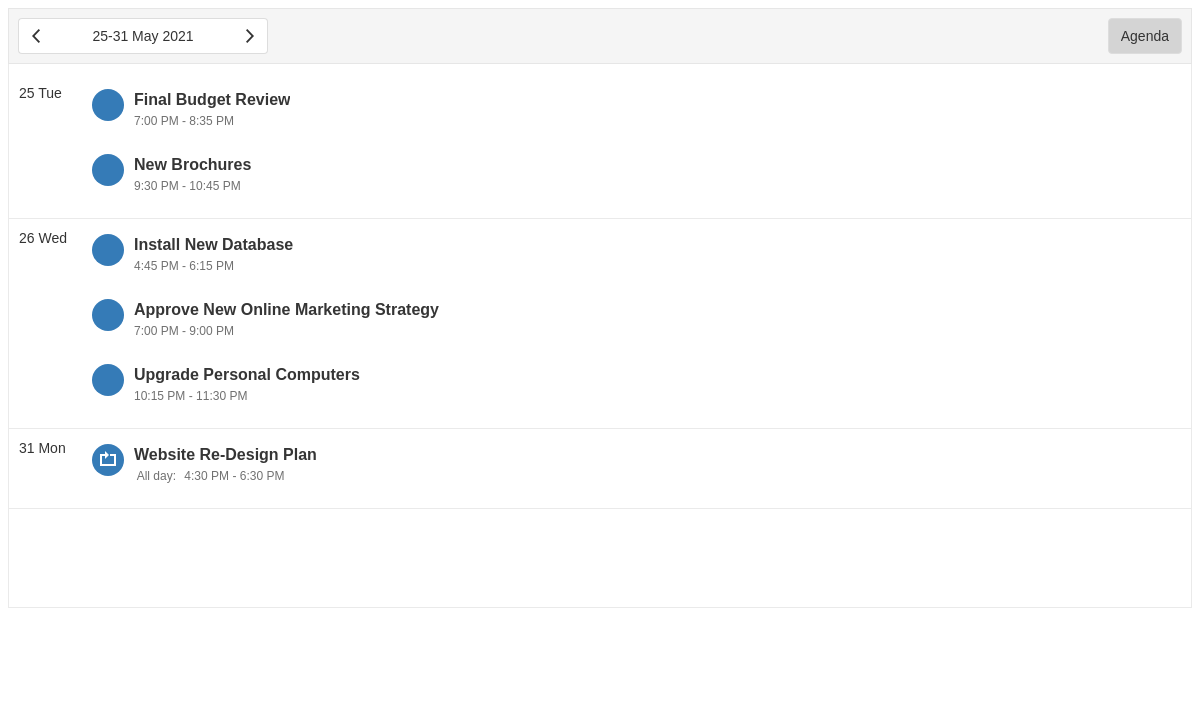 25-31 May 2021
Agenda
25 Tue
Final Budget Review
7:00 PM - 8:35 PM
New Brochures
9:30 PM - 10:45 PM
26 Wed
Install New Database
4:45 PM - 6:15 PM
Approve New Online Marketing Strategy
7:00 PM - 9:00 PM
Upgrade Personal Computers
10:15 PM - 11:30 PM
31 Mon
Website Re-Design Plan
All day: 4:30 PM - 6:30 PM